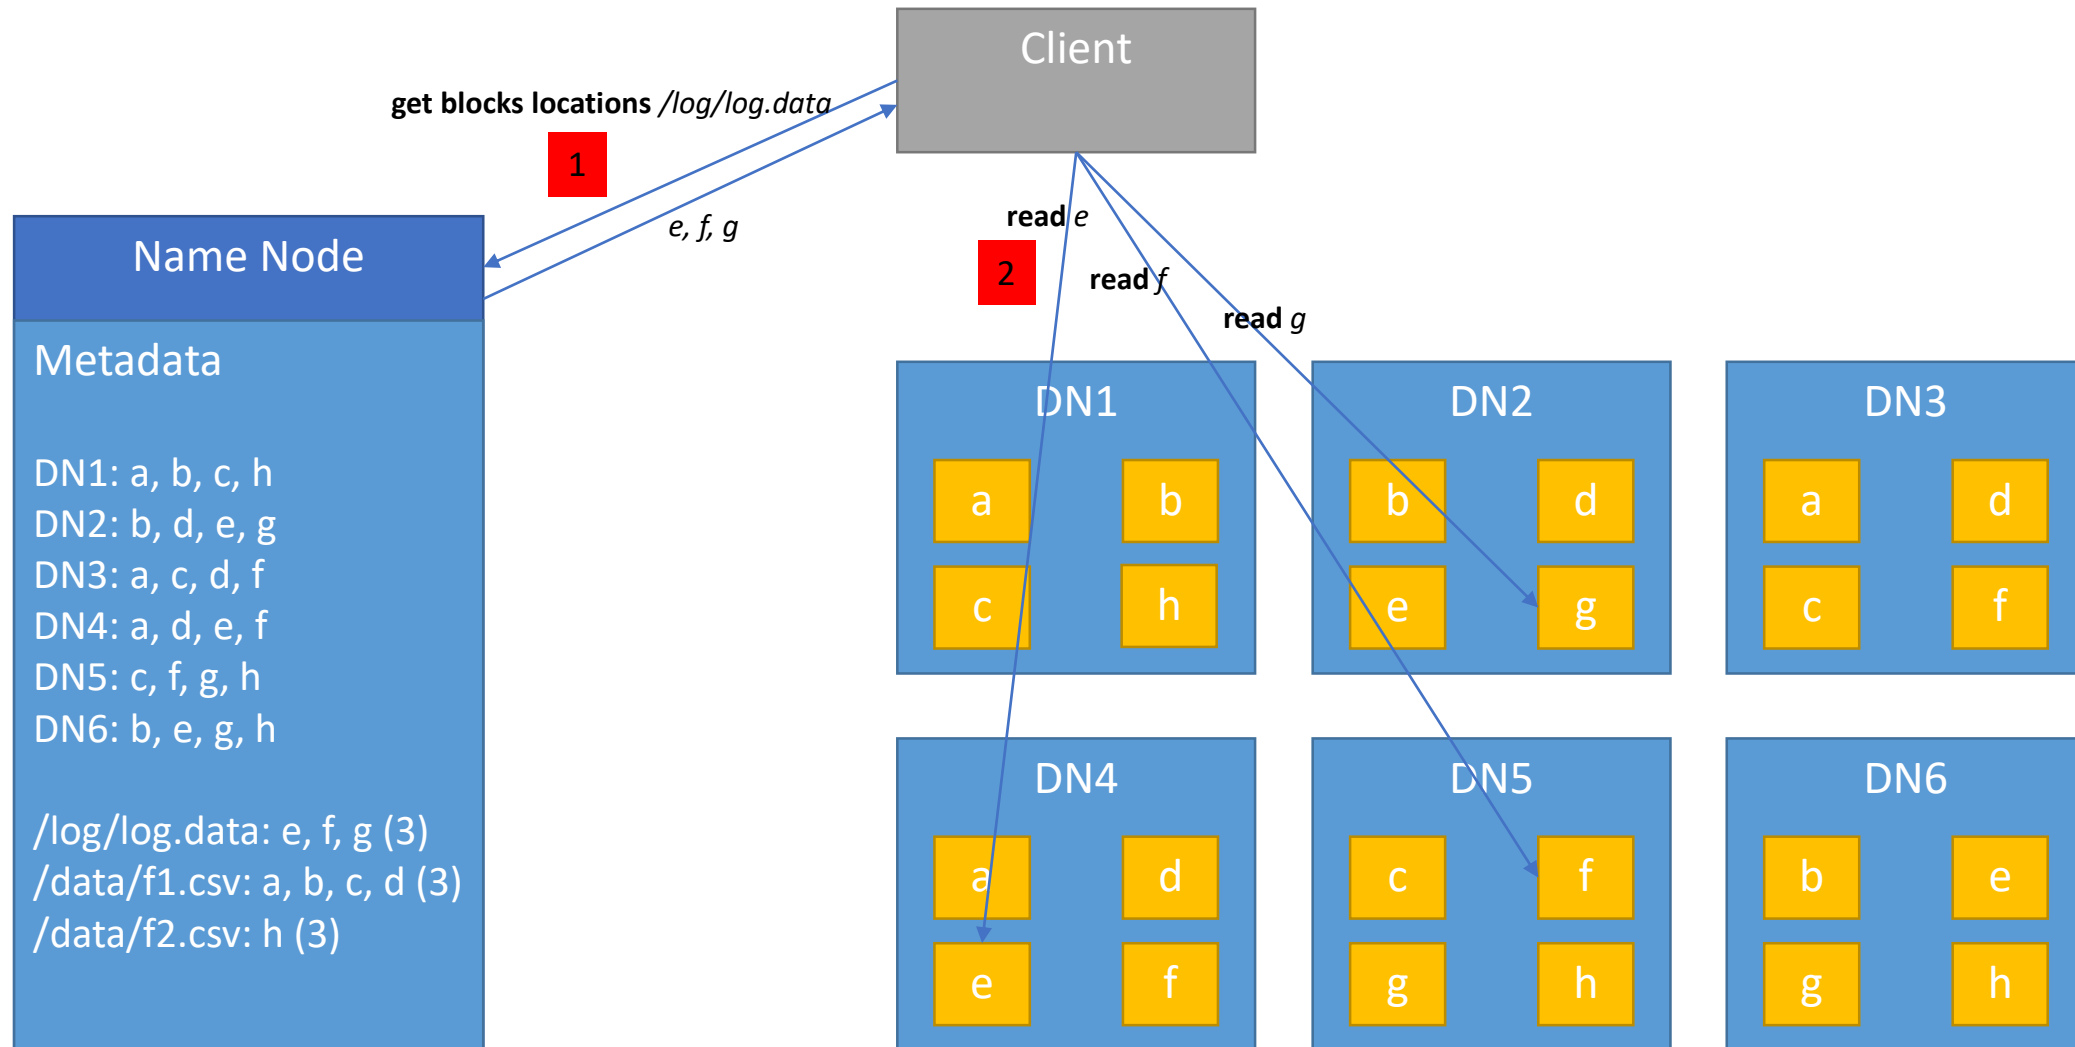 Client
get blocks locations /log/log.data
1
e, f, g
Name Node
Metadata
DN1: a, b, c, h
DN2: b, d, e, g
DN3: a, c, d, f
DN4: a, d, e, f
DN5: c, f, g, h
DN6: b, e, g, h
/log/log.data: e, f, g (3)
/data/f1.csv: a, b, c, d (3)
/data/f2.csv: h (3)
read e
2
read f
read g
DN1
a b
c h
DN2
b d
e g
DN3
a d
c f
DN4
a d
e f
DN5
c f
g h
DN6
b e
g h